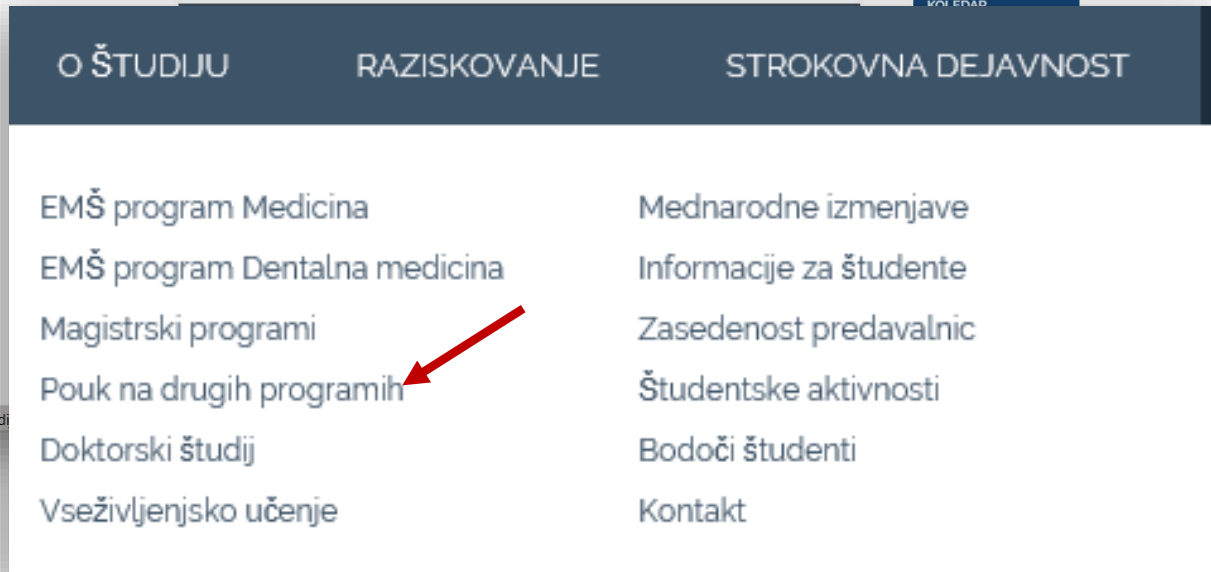 KOLEDAR
O ŠTUDIJU RAZISKOVANJE STROKOVNA DEJAVNOST
EMŠ program Medicina
EMŠ program Dentalna medicina
Magistrski programi
Pouk na drugih programih
Doktorski študij
Vseživljenjsko učenje
Mednarodne izmenjave
Informacije za študente
Zasedenost predavalnic
Študentske aktivnosti
Bodoči študenti
Kontakt